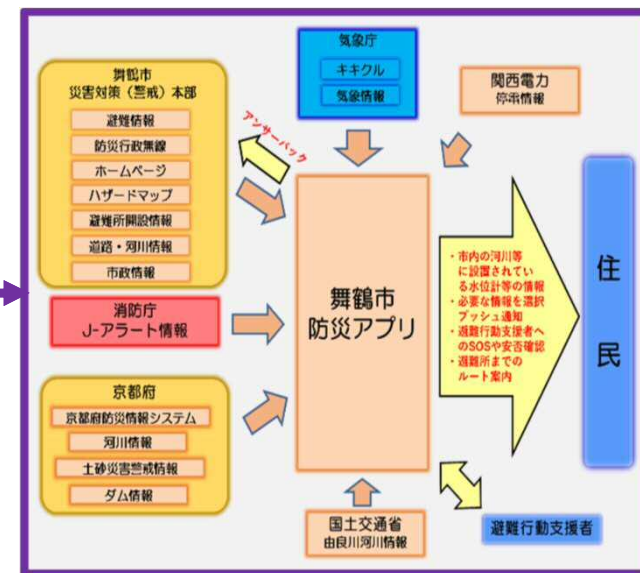 舞鶴市
災害対策（警戒）本部
避難情報
防災行政無線
ホームページ
ハザードマップ
避難所開設情報
道路・河川情報
市政情報
消防庁
J-アラート情報
京都府
京都府防災情報システム
河川情報
土砂災害警戒情報
ダム情報
アンサーバック
気象庁
キキクル
気象情報
関西電力
停電情報
舞鶴市
防災アプリ
国土交通省
由良川河川情報
・市内の河川等
に設置されてい
る水位計等の情報
・必要な情報を選択
プッシュ通知
・避難行動支援者へ
のSOSや安否確認
・避難所までの
ルート案内
避難行動支援者
住
民